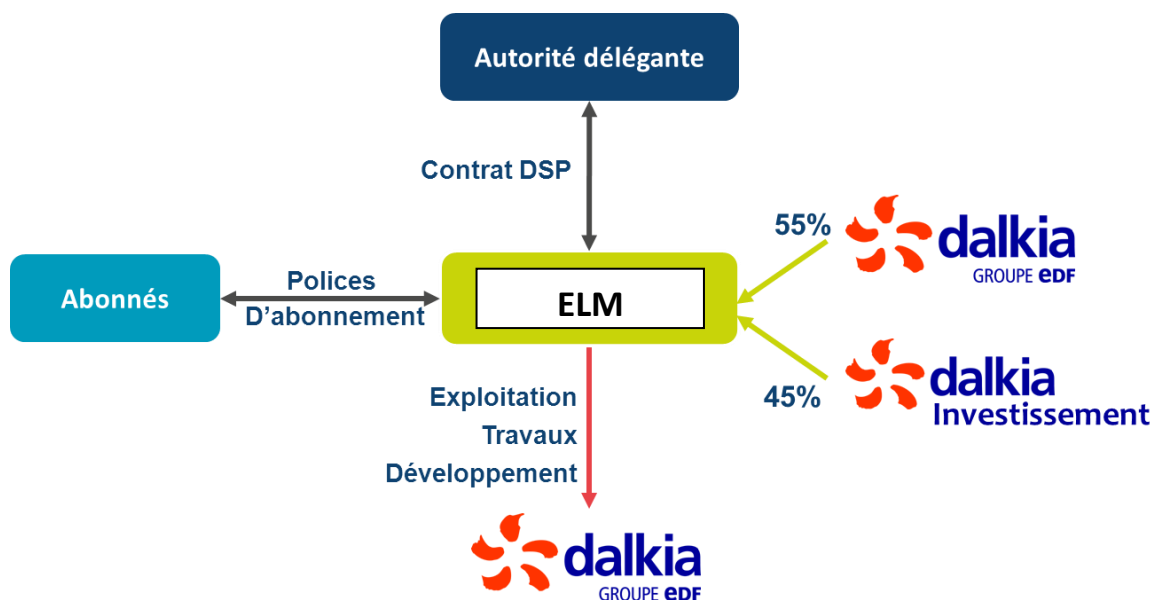 Autorité délégante
Contrat DSP
55%
dalkia
GROUPE eDF
Abonnés
Polices
D’abonnement
ELM
45%
dalkia
Investissement
Exploitation
Travaux
Développement
dalkia
GROUPE eDF